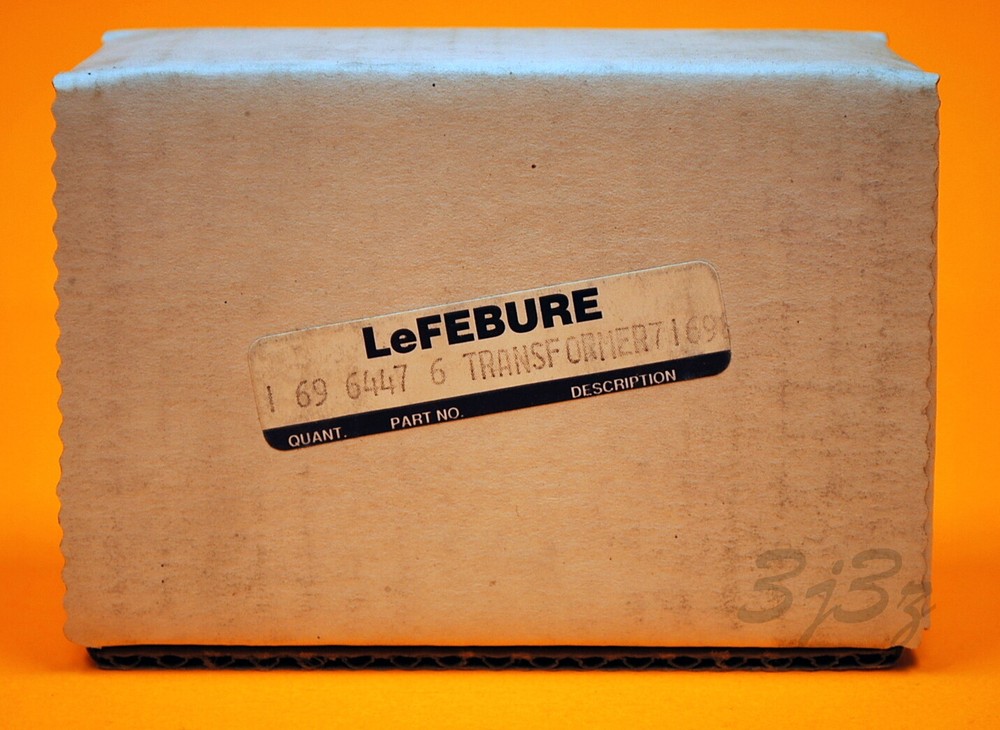 LeFEBURE
1 69 6447 6 TRANSFORMER7169
QUANT. PART NO. DESCRIPTION
3j3z